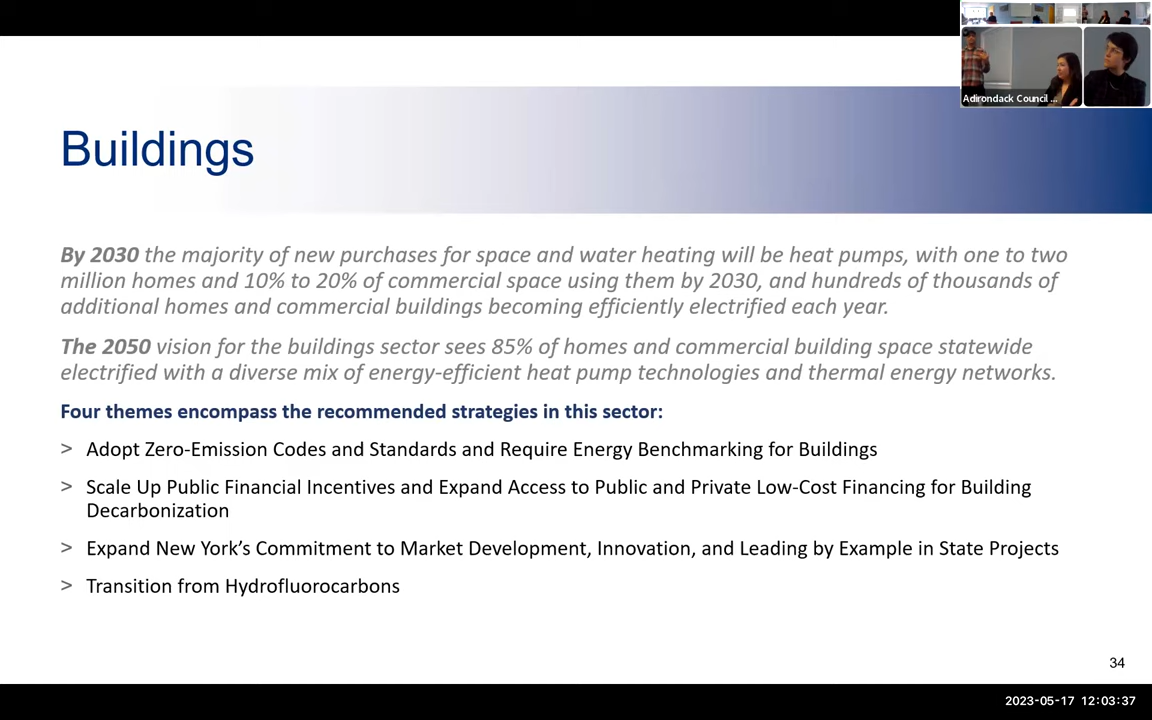 Adirondack Council ...
Buildings
By 2030 the majority of new purchases for space and water heating will be heat pumps, with one to two
million homes and 10% to 20% of commercial space using them by 2030, and hundreds of thousands of
additional homes and commercial buildings becoming efficiently electrified each year.
The 2050 vision for the buildings sector sees 85% of homes and commercial building space statewide
electrified with a diverse mix of energy-efficient heat pump technologies and thermal energy networks.
Four themes encompass the recommended strategies in this sector:
> Adopt Zero-Emission Codes and Standards and Require Energy Benchmarking for Buildings
> Scale Up Public Financial Incentives and Expand Access to Public and Private Low-Cost Financing for Building
Decarbonization
> Expand New York’s Commitment to Market Development, Innovation, and Leading by Example in State Projects
> Transition from Hydrofluorocarbons
34
2023-05-17 12:03:37